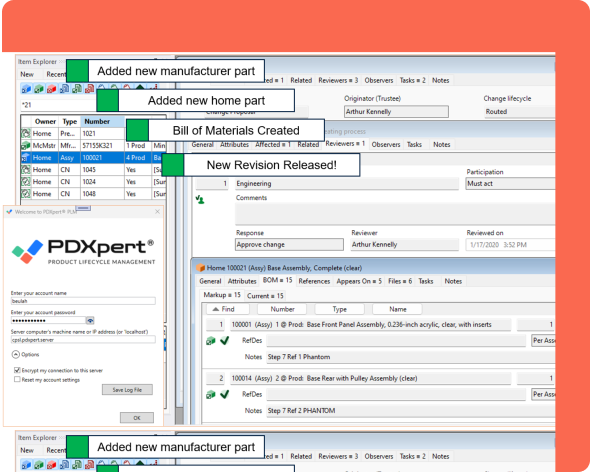 Item Explorer
New Recent
Added new manufacturer part
Related Reviewers = 3 Observers Tasks = 2 Notes
*21
Added new home part
Change Proposal
Originator (Trustee)
Arthur Kennelly
Change lifecycle
Routed
Owner Type Number
Bill of Materials Created
Home Pre... 1021
McMstr Mfr... 57155K321 1 Prod Min
General Attributes Affected = 1 Related Reviewers = 1 Observers Tasks Notes
Home Assy 100021 4 Prod Ba
New Revision Released!
Home CN 1045 Yes [Su
Participation
Home CN 1024 Yes [Ser
1 Engineering
Must act
Home CN 1048 Yes [Sur
Comments
Welcome to PDXpert® PLM
PDXpert®
PRODUCT LIFECYCLE MANAGEMENT
Response
Approve change
Reviewer
Arthur Kennelly
Reviewed on
1/17/2020 3:52 PM
Home 100021 (Assy) Base Assembly, Complete (clear)
General Attributes BOM = 15 References Appears On = 5 Files = 6 Tasks Notes
Markup = 15 Current = 15
Find Number Type Name
1 100001 (Assy) 1 @ Prod: Base Front Panel Assembly, 0.236-inch acrylic, clear, with inserts 1
RefDes Per Asse
Notes Step 7 Ref 1 Phantom
2 100014 (Assy) 2 @ Prod: Base Rear with Pulley Assembly (clear) 1
RefDes Per Asse
Notes Step 7 Ref 2 PHANTOM
Enter your account name
beulah
Enter your account password
Server computer's machine name or IP address (or 'localhost')
cpsl.pdxpert.server
Options
Encrypt my connection to this server
Reset my account settings
Save Log File
OK
Item Explorer
New Recent
Added new manufacturer part
Related Reviewers = 3 Observers Tasks = 2 Notes